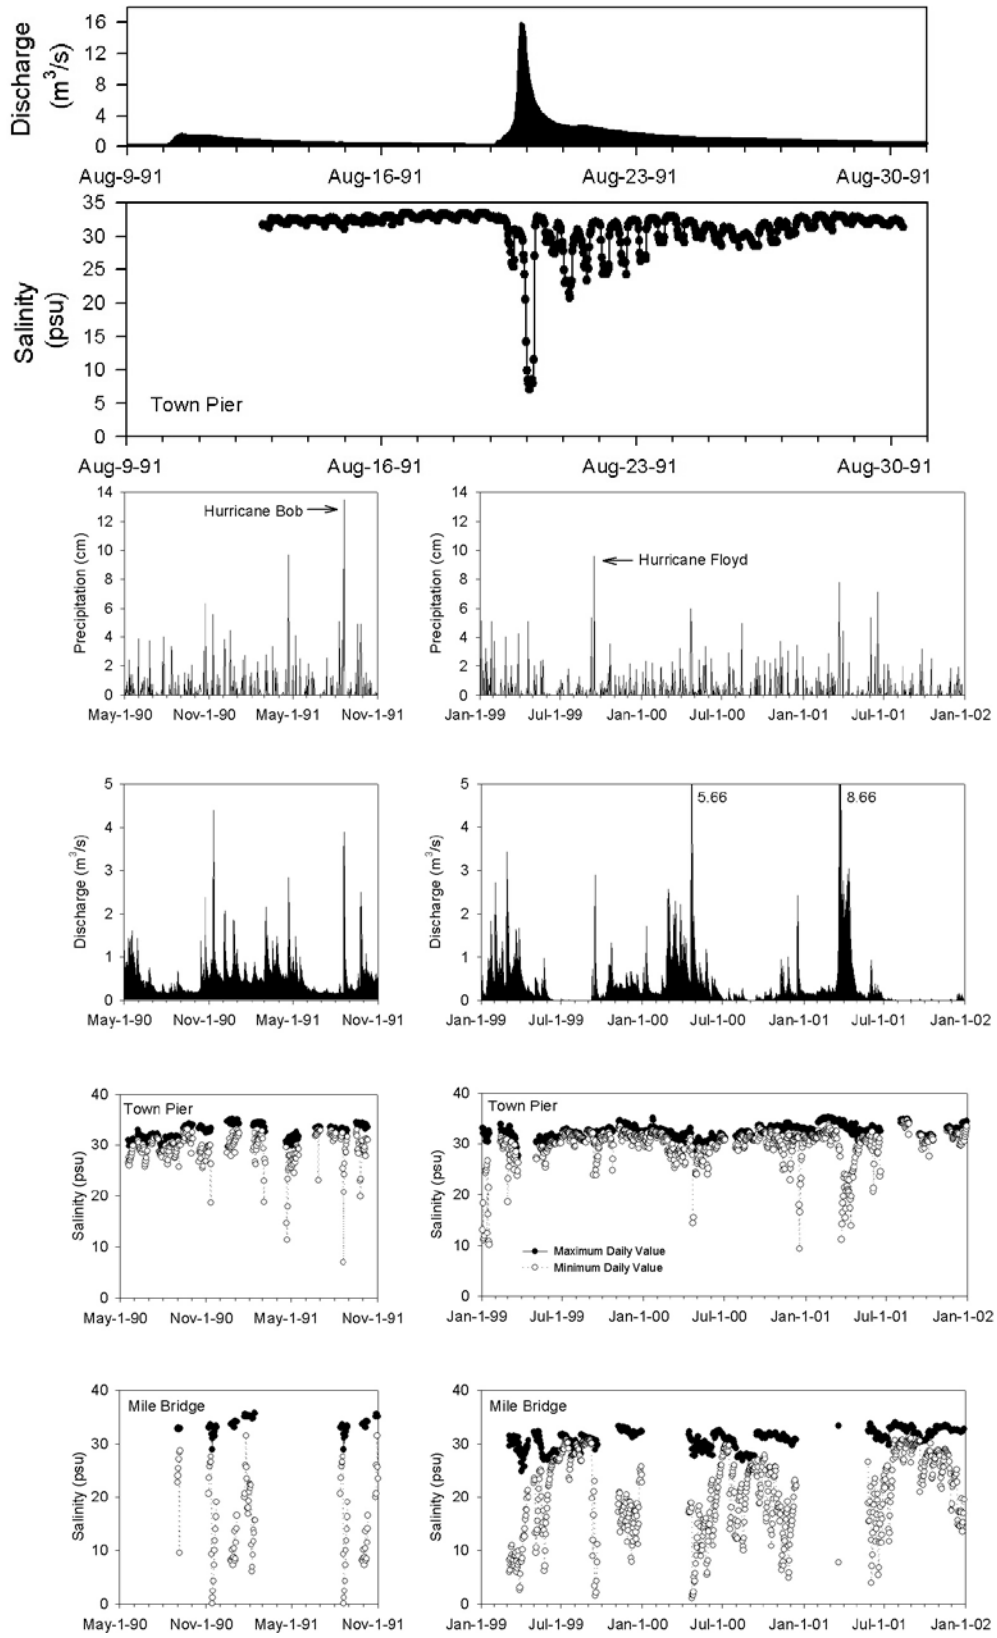 Discharge
(m³/s)
16
12
8
4
0
Aug-9-91 Aug-16-91 Aug-23-91 Aug-30-91
Salinity
(psu)
35
30
25
20
15
10
5
0
Town Pier
Aug-9-91 Aug-16-91 Aug-23-91 Aug-30-91
Precipitation (cm)
14
12
10
8
6
4
2
0
Hurricane Bob
May-1-90 Nov-1-90 May-1-91 Nov-1-91
Precipitation (cm)
14
12
10
8
6
4
2
0
Hurricane Floyd
Jan-1-99 Jul-1-99 Jan-1-00 Jul-1-00 Jan-1-01 Jul-1-01 Jan-1-02
Discharge (m³/s)
5
4
3
2
1
0
May-1-90 Nov-1-90 May-1-91 Nov-1-91
Discharge (m³/s)
5
4
3
2
1
0
5.66
8.66
Jan-1-99 Jul-1-99 Jan-1-00 Jul-1-00 Jan-1-01 Jul-1-01 Jan-1-02
Salinity (psu)
40
30
20
10
0
Town Pier
May-1-90 Nov-1-90 May-1-91 Nov-1-91
Salinity (psu)
40
30
20
10
0
Town Pier
Maximum Daily Value
Minimum Daily Value
Jan-1-99 Jul-1-99 Jan-1-00 Jul-1-00 Jan-1-01 Jul-1-01 Jan-1-02
Salinity (psu)
40
30
20
10
0
Mile Bridge
May-1-90 Nov-1-90 May-1-91 Nov-1-91
Salinity (psu)
40
30
20
10
0
Mile Bridge
Jan-1-99 Jul-1-99 Jan-1-00 Jul-1-00 Jan-1-01 Jul-1-01 Jan-1-02